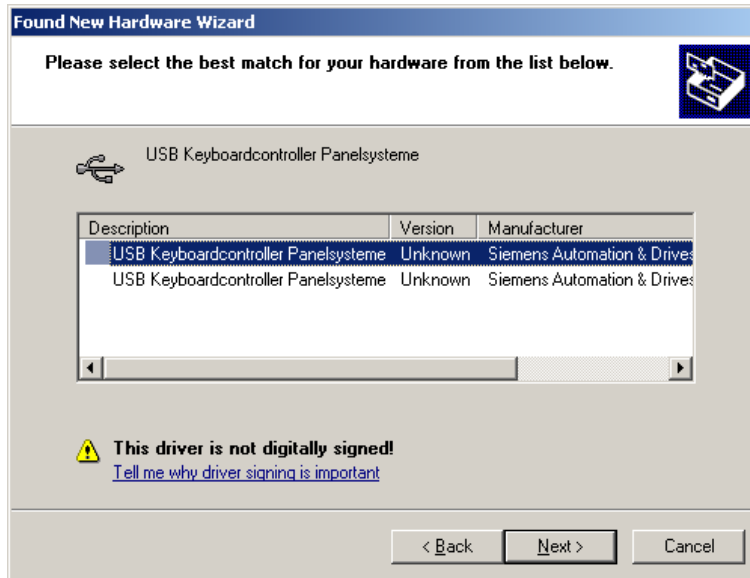 Found New Hardware Wizard
Please select the best match for your hardware from the list below.
USB Keyboardcontroller Panelsysteme
Description Version Manufacturer
USB Keyboardcontroller Panelsysteme Unknown Siemens Automation & Drives
USB Keyboardcontroller Panelsysteme Unknown Siemens Automation & Drives
This driver is not digitally signed!
Tell me why driver signing is important
< Back Next > Cancel